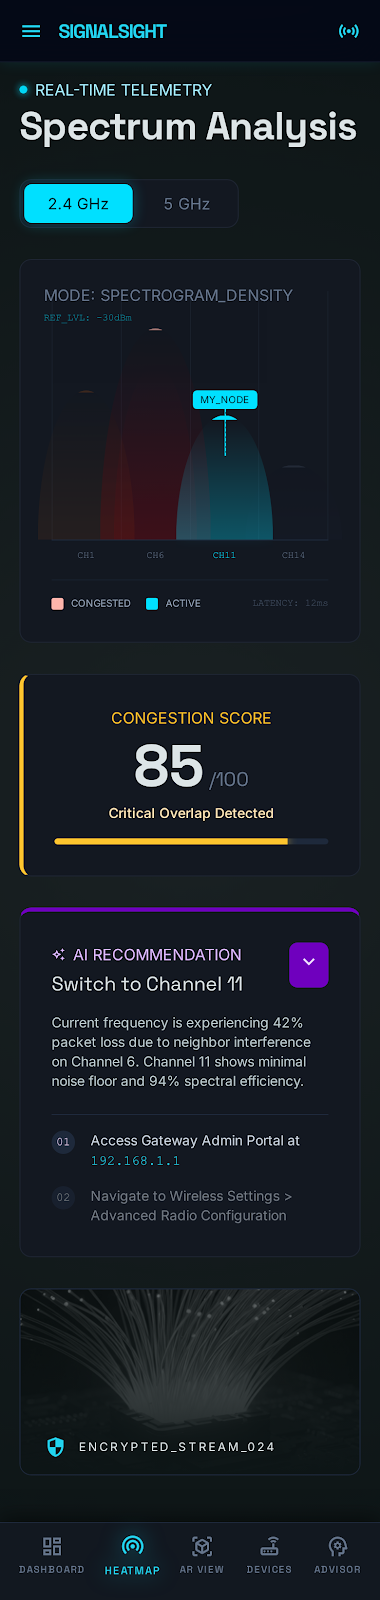 SIGNALSIGHT
REAL-TIME TELEMETRY
Spectrum Analysis
2.4 GHz
5 GHz
MODE: SPECTROGRAM_DENSITY
REF_LVL: -30dBm
MY_NODE
CH1
CH6
CH11
CH14
CONGESTED
ACTIVE
LATENCY: 12ms
CONGESTION SCORE
85 /100
Critical Overlap Detected
AI RECOMMENDATION
Switch to Channel 11
Current frequency is experiencing 42%
packet loss due to neighbor interference
on Channel 6. Channel 11 shows minimal
noise floor and 94% spectral efficiency.
01
Access Gateway Admin Portal at
192.168.1.1
02
Navigate to Wireless Settings >
Advanced Radio Configuration
ENCRYPTED_STREAM_024
DASHBOARD
HEATMAP
AR VIEW
DEVICES
ADVISOR